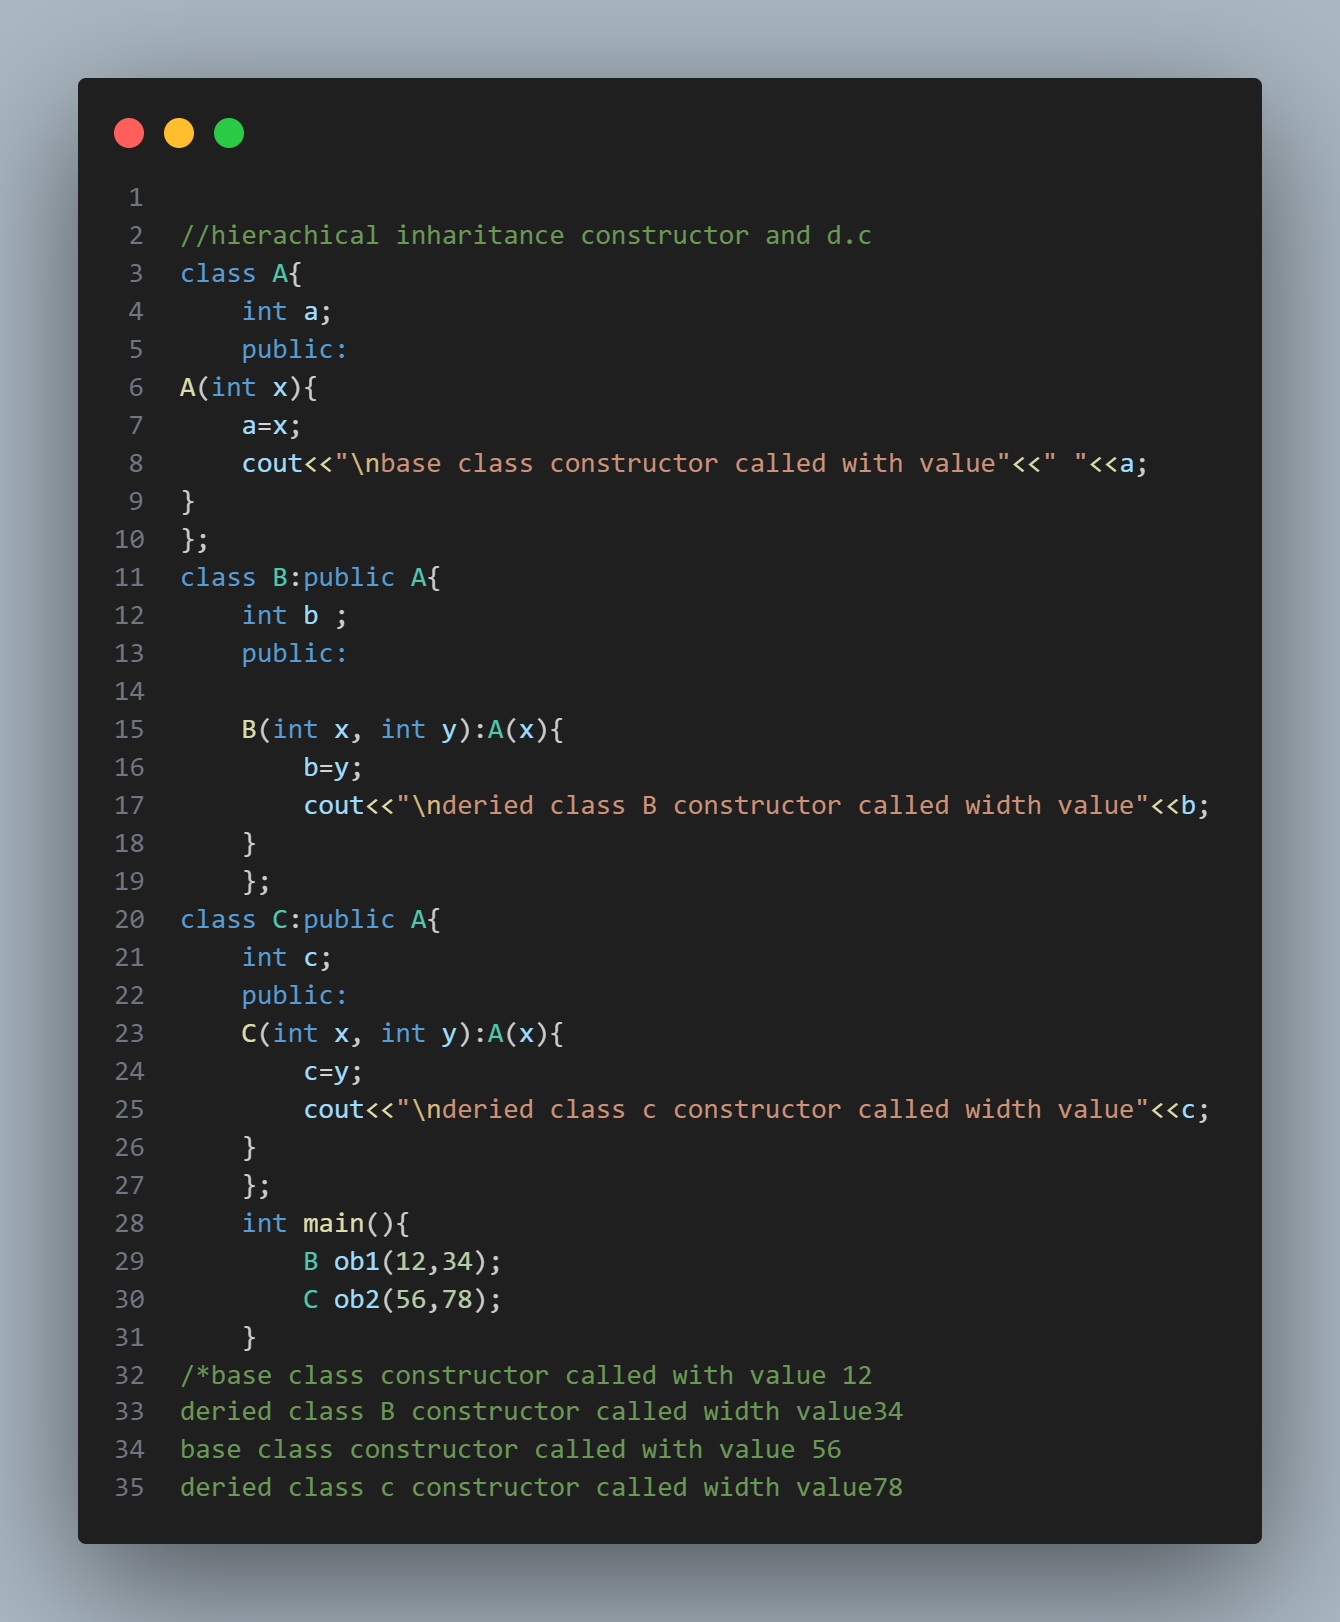 1
2 //hierachical inharitance constructor and d.c
3 class A{
4     int a;
5     public:
6 A(int x){
7     a=x;
8     cout<<"\nbase class constructor called with value"<<" "<<a;
9 }
10 };
11 class B:public A{
12     int b ;
13     public:
14
15     B(int x, int y):A(x){
16         b=y;
17         cout<<"\nderied class B constructor called width value"<<b;
18     }
19     };
20 class C:public A{
21     int c;
22     public:
23     C(int x, int y):A(x){
24         c=y;
25         cout<<"\nderied class c constructor called width value"<<c;
26     }
27     };
28     int main(){
29         B ob1(12,34);
30         C ob2(56,78);
31     }
32 /*base class constructor called with value 12
33 deried class B constructor called width value34
34 base class constructor called with value 56
35 deried class c constructor called width value78